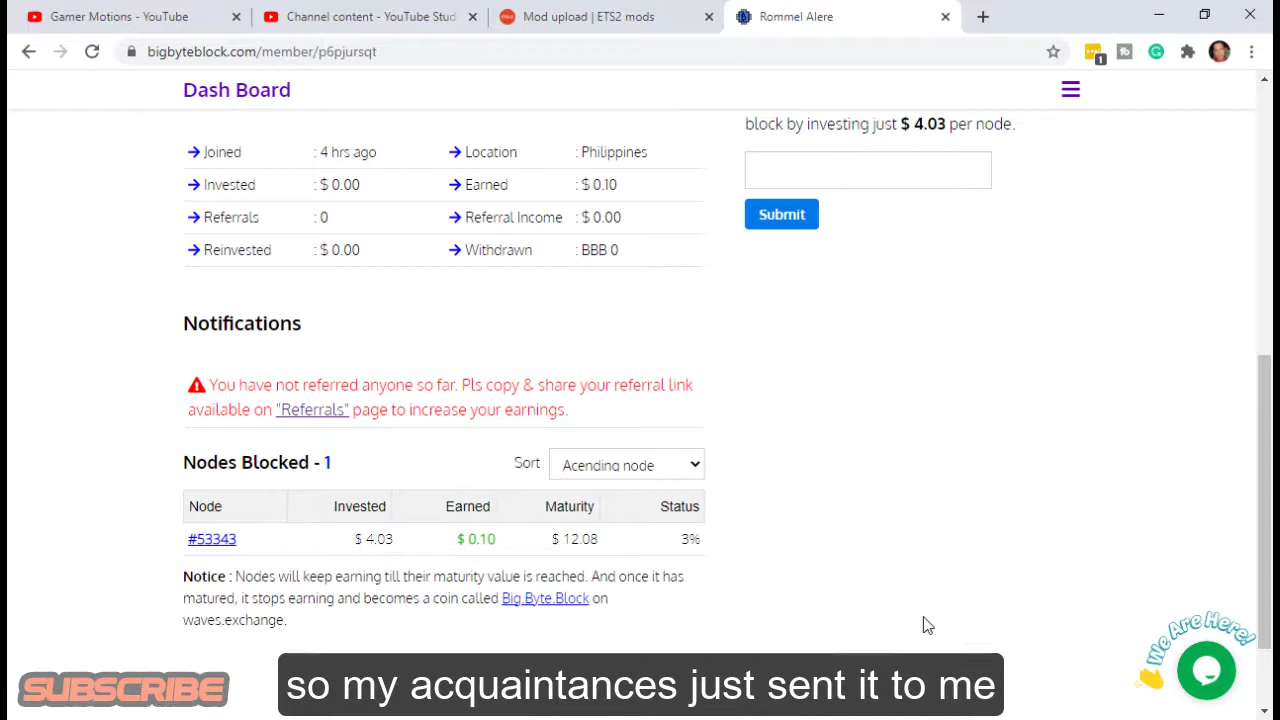 Gamer Motions - YouTube
Channel content - YouTube Stud
Mod upload | ETS2 mods
Rommel Alere
bigbyteblock.com/member/p6pjursqt
1
Dash Board
block by investing just $ 4.03 per node.
Joined : 4 hrs ago Location : Philippines
Invested : $ 0.00 Earned : $ 0.10
Submit
Referrals : 0 Referral Income : $ 0.00
Reinvested : $ 0.00 Withdrawn : BBB 0
Notifications
You have not referred anyone so far. Pls copy & share your referral link
available on "Referrals" page to increase your earnings.
Nodes Blocked - 1 Sort Acending node
Node Invested Earned Maturity Status
#53343 $ 4.03 $ 0.10 $ 12.08 3%
Notice : Nodes will keep earning till their maturity value is reached. And once it has
matured, it stops earning and becomes a coin called Big.Byte.Block on
waves.exchange.
We Are Here!
SUBSCRIBE
so my acquaintances just sent it to me